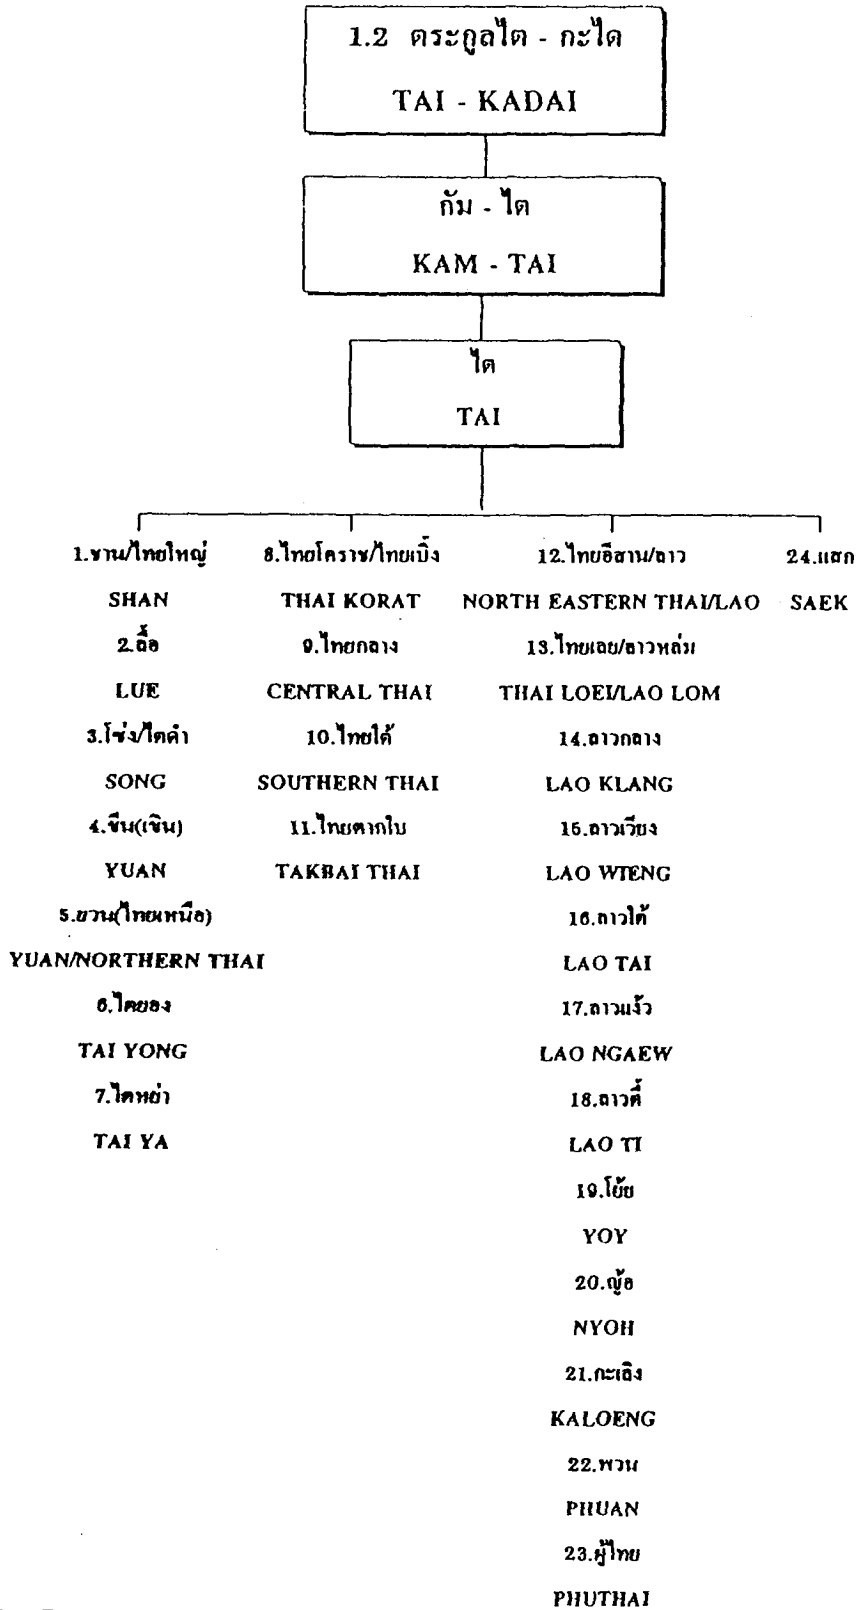 1.2 ตระกูลไต - กะได
TAI - KADAI
กัม - ไต
KAM - TAI
ไต
TAI
1.ชาน/ไทยใหญ่
SHAN
2.ลื้อ
LUE
3.โซ่ง/ไตดำ
SONG
4.ขึน(เขิน)
YUAN
5.ยวน(ไทยเหนือ)
YUAN/NORTHERN THAI
6.ไตยอง
TAI YONG
7.ไตหย่า
TAI YA
8.ไทยโคราช/ไทยเบิ้ง
THAI KORAT
9.ไทยกลาง
CENTRAL THAI
10.ไทยใต้
SOUTHERN THAI
11.ไทยตากใบ
TAKBAI THAI
12.ไทยอีสาน/ลาว
NORTH EASTERN THAI/LAO
13.ไทยเลย/ลาวหล่ม
THAI LOEI/LAO LOM
14.ลาวกลาง
LAO KLANG
15.ลาวเวียง
LAO WIENG
16.ลาวใต้
LAO TAI
17.ลาวแง้ว
LAO NGAEW
18.ลาวตี้
LAO TI
19.โย้ย
YOY
20.ญ้อ
NYOH
21.กะเลิง
KALOENG
22.พวน
PHUAN
23.ผู้ไทย
PHUTHAI
24.แสก
SAEK